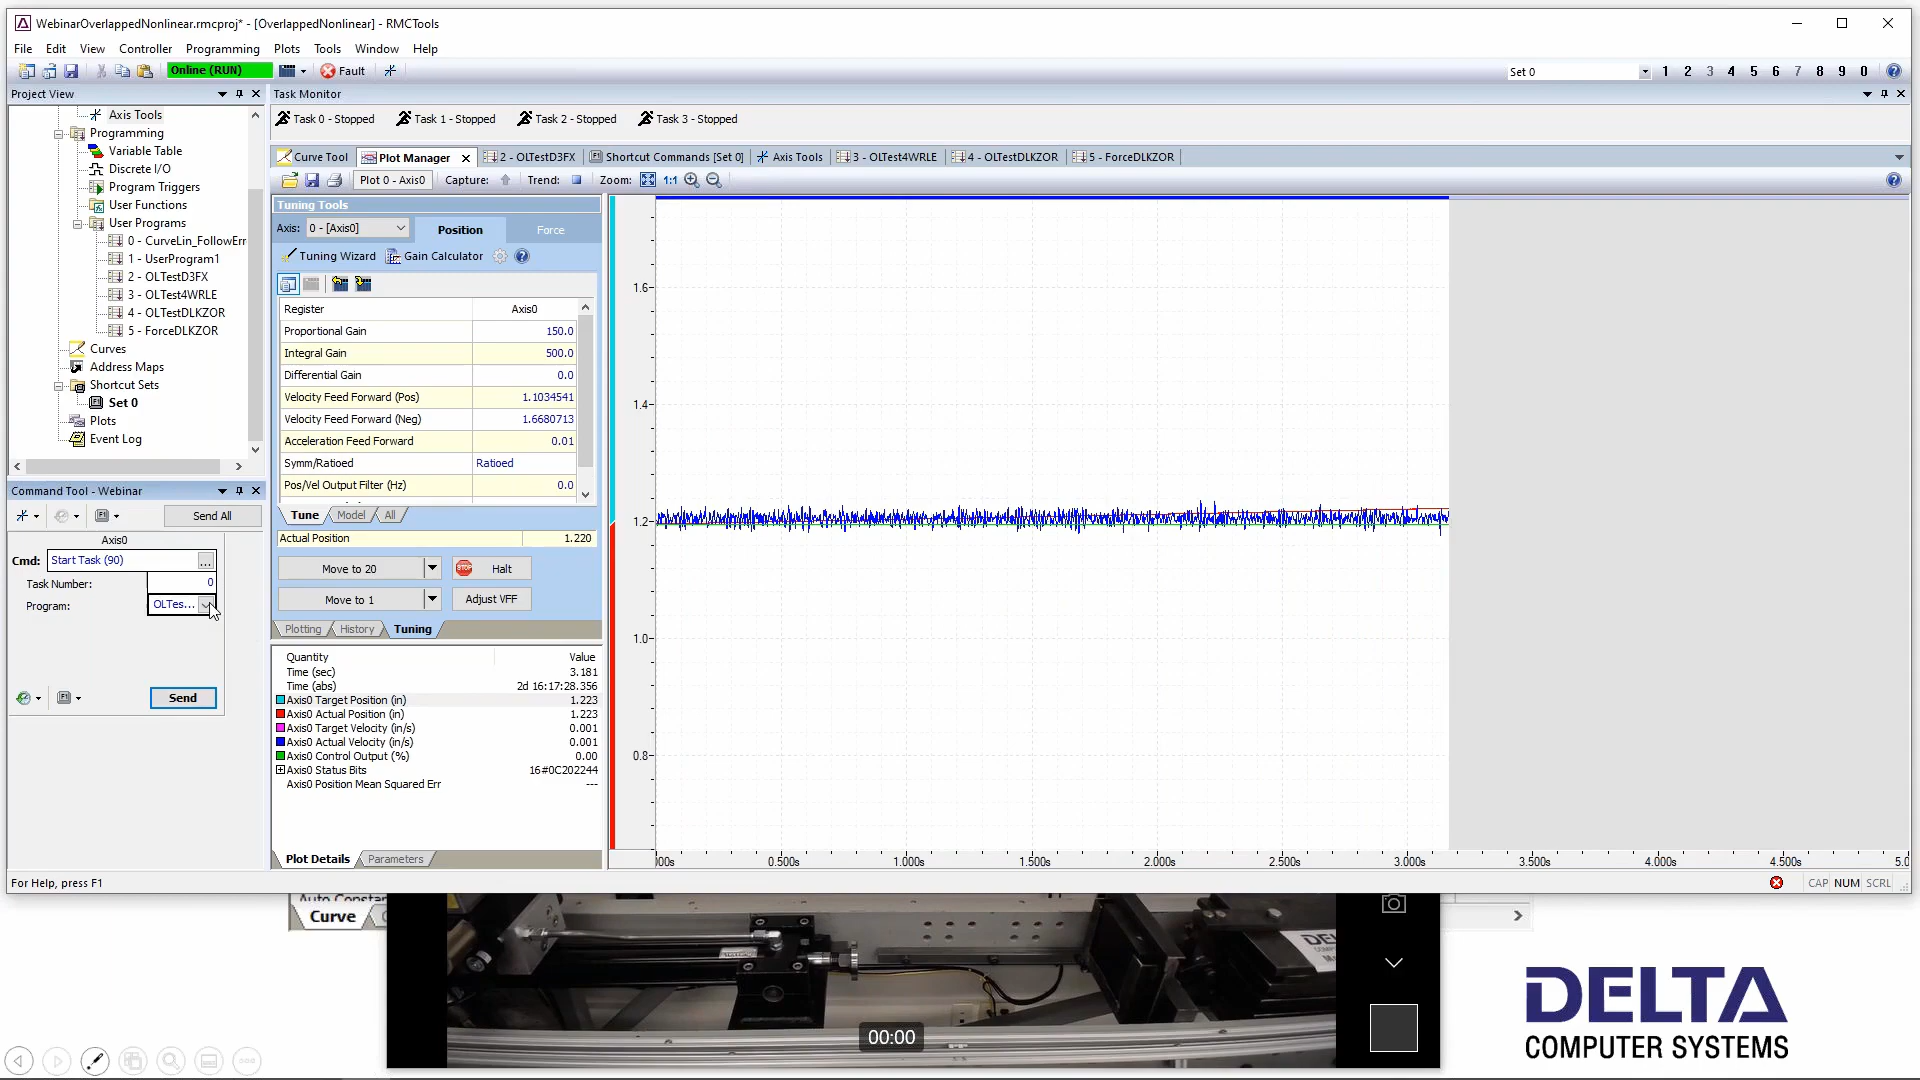 WebinarOverlappedNonlinear.rmcproj* - [OverlappedNonlinear] - RMCTools
File Edit View Controller Programming Plots Tools Window Help
Online (RUN) Fault Set 0 1 2 3 4 5 6 7 8 9 0
Project View
Task Monitor
Axis Tools
Programming
Variable Table
Discrete I/O
Program Triggers
User Functions
User Programs
0 - CurveLin_FollowErr
1 - UserProgram1
2 - OLTestD3FX
3 - OLTest4WRLE
4 - OLTestDLKZOR
5 - ForceDLKZOR
Curves
Address Maps
Shortcut Sets
Set 0
Plots
Event Log
Task 0 - Stopped Task 1 - Stopped Task 2 - Stopped Task 3 - Stopped
Curve Tool Plot Manager 2 - OLTestD3FX Shortcut Commands [Set 0] Axis Tools 3 - OLTest4WRLE 4 - OLTestDLKZOR 5 - ForceDLKZOR
Plot 0 - Axis0 Capture: Trend: Zoom: 1:1
Tuning Tools
Axis: 0 - [Axis0] Position Force
Tuning Wizard Gain Calculator
Register Axis0
Proportional Gain 150.0
Integral Gain 500.0
Differential Gain 0.0
Velocity Feed Forward (Pos) 1.1034541
Velocity Feed Forward (Neg) 1.6680713
Acceleration Feed Forward 0.01
Symm/Ratioed Ratioed
Pos/Vel Output Filter (Hz) 0.0
Tune Model All
Actual Position 1.220
Move to 20 Halt
STOP
Move to 1 Adjust VFF
Plotting History Tuning
Quantity Value
Time (sec) 3.181
Time (abs) 2d 16:17:28.356
Axis0 Target Position (in) 1.223
Axis0 Actual Position (in) 1.223
Axis0 Target Velocity (in/s) 0.001
Axis0 Actual Velocity (in/s) 0.001
Axis0 Control Output (%) 0.00
Axis0 Status Bits 16#0C202244
Axis0 Position Mean Squared Err ---
Plot Details Parameters
1.6
1.4
1.2
1.0
0.8
00s 0.500s 1.000s 1.500s 2.000s 2.500s 3.000s 3.500s 4.000s 4.500s 5.0
Command Tool - Webinar
Send All
Axis0
Cmd: Start Task (90) ...
Task Number: 0
Program: OLTes...
Send
For Help, press F1
CAP NUM SCRL
Auto Constan
Curve
00:00
DELTA
COMPUTER SYSTEMS